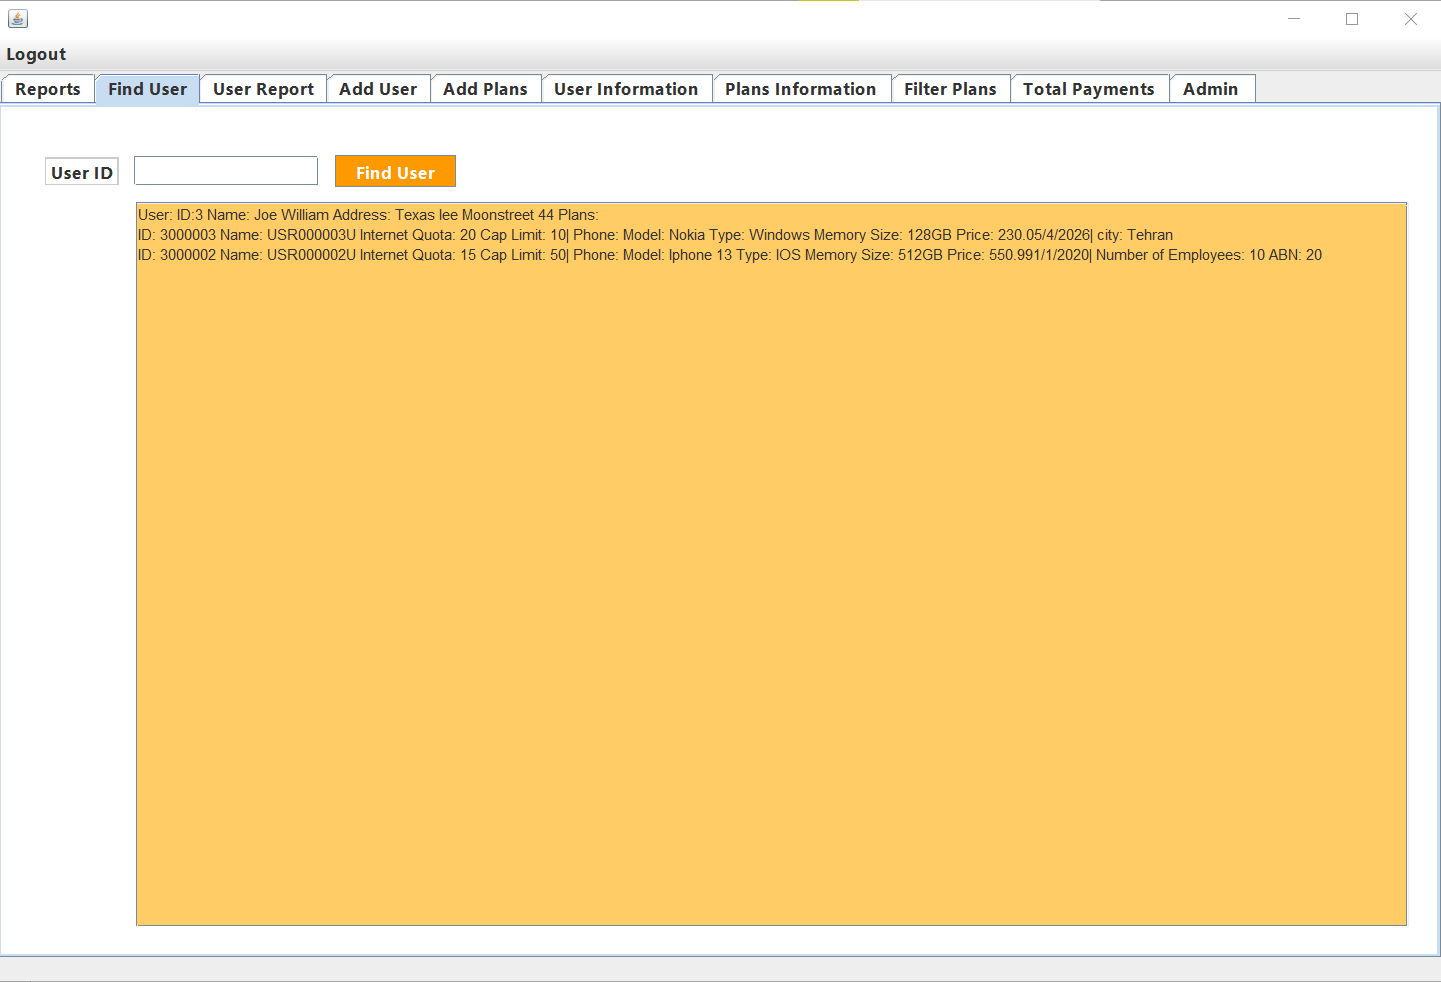 Logout
Reports Find User User Report Add User Add Plans User Information Plans Information Filter Plans Total Payments Admin
User ID Find User
User: ID:3 Name: Joe William Address: Texas lee Moonstreet 44 Plans:
ID: 3000003 Name: USR000003U Internet Quota: 20 Cap Limit: 10| Phone: Model: Nokia Type: Windows Memory Size: 128GB Price: 230.05/4/2026| city: Tehran
ID: 3000002 Name: USR000002U Internet Quota: 15 Cap Limit: 50| Phone: Model: Iphone 13 Type: IOS Memory Size: 512GB Price: 550.991/1/2020| Number of Employees: 10 ABN: 20